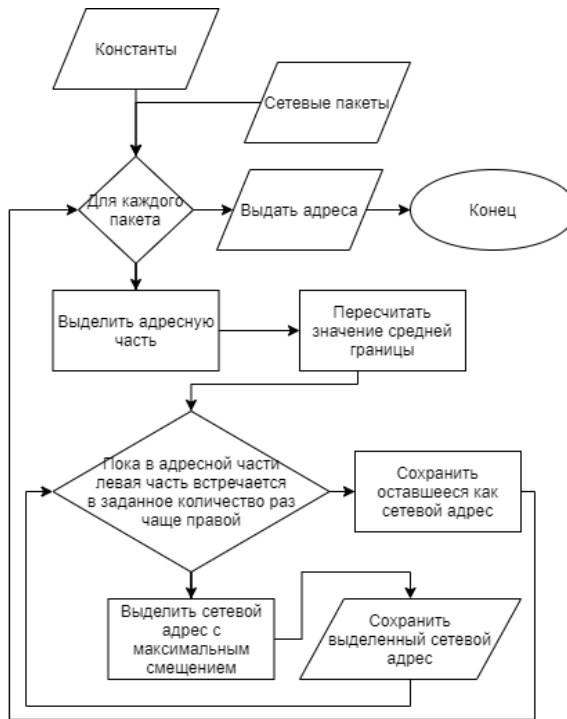 Константы
Сетевые пакеты
Для каждого
пакета
Выдать адреса
Конец
Выделить адресную
часть
Пересчитать
значение средней
границы
Пока в адресной части
левая часть встречается
в заданное количество раз
чаще правой
Сохранить
оставшееся как
сетевой адрес
Выделить сетевой
адрес с
максимальным
смещением
Сохранить
выделенный сетевой
адрес